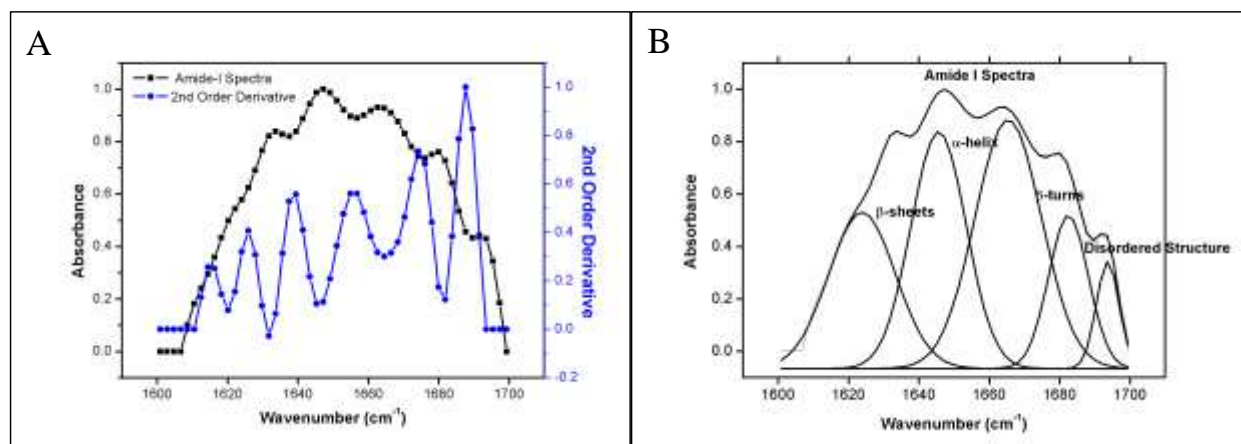 A
Amide-I Spectra
2nd Order Derivative
1.0
0.8
0.6
0.4
0.2
0.0
Absorbance
1.0
0.8
0.6
0.4
0.2
0.0
-0.2
2nd Order Derivative
1600 1620 1640 1660 1680 1700
Wavenumber (cm⁻¹)
B
Amide I Spectra
α-helix
β-turns
β-sheets
Disordered Structure
1.0
0.8
0.6
0.4
0.2
0.0
Absorbance
1600 1620 1640 1660 1680 1700
Wavenumber (cm⁻¹)